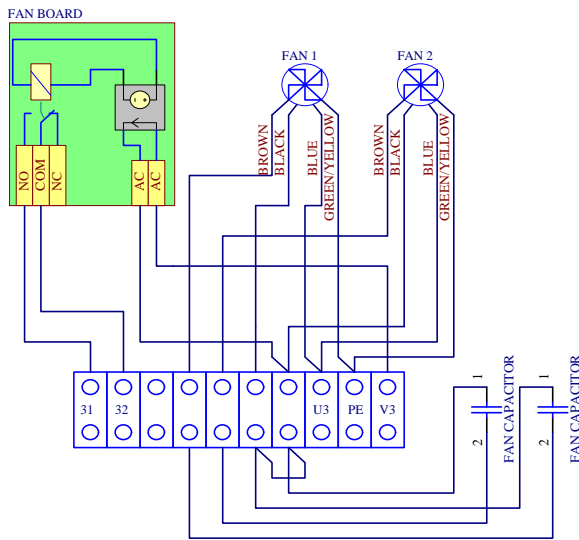 FAN BOARD
FAN 1
FAN 2
NO
COM
NC
AC
AC
BROWN
BLACK
BLUE
GREEN/YELLOW
BROWN
BLACK
BLUE
GREEN/YELLOW
31
32
U3
PE
V3
1
2
FAN CAPACITOR
1
2
FAN CAPACITOR